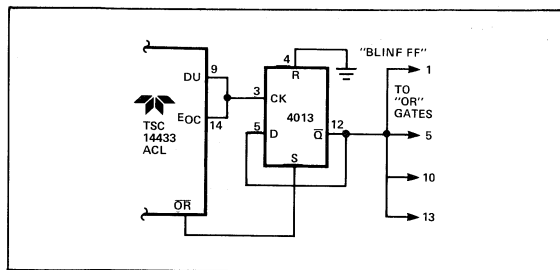 "BLINF FF"
4
R
1
DU
9
3
CK
TO
"OR"
GATES
EOC
14
4013
TSC
14433
ACL
5
D
Q̅
12
5
S
10
O̅R̅
13